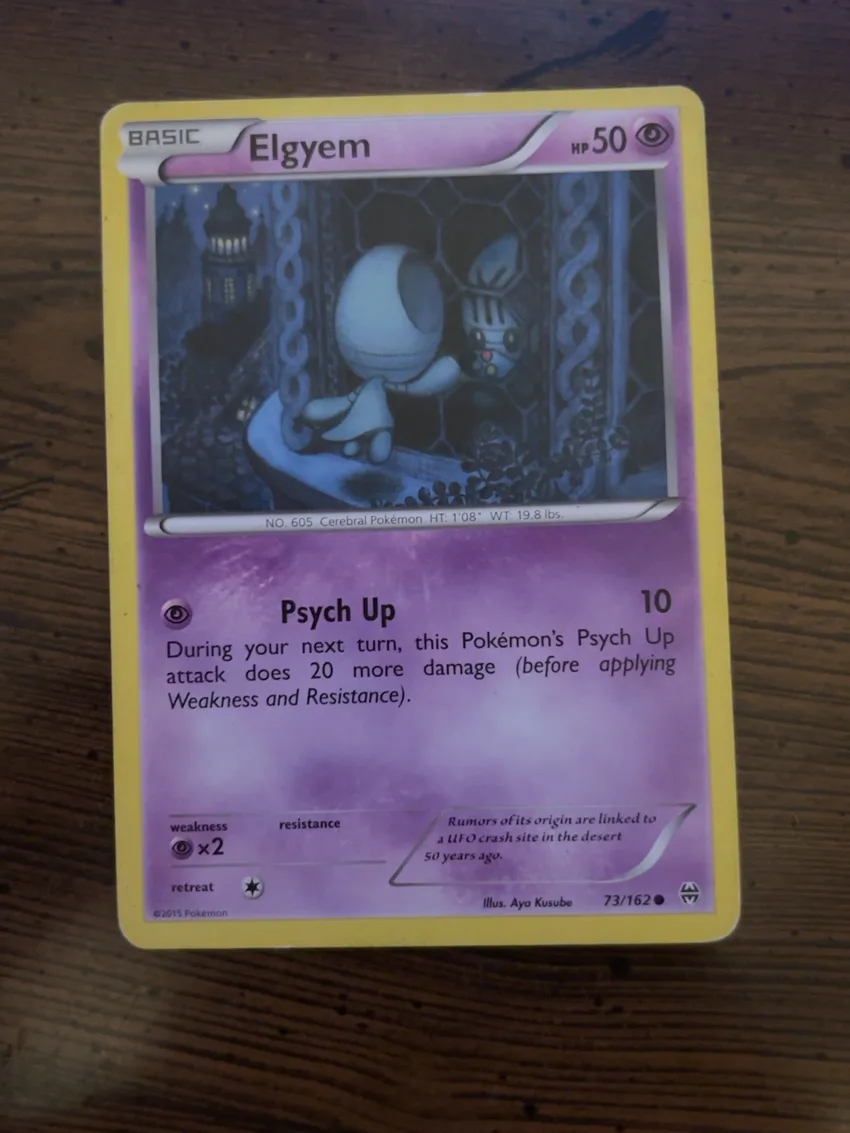 BASIC Elgyem HP 50
NO. 605 Cerebral Pokémon HT: 1'08" WT: 19.8 lbs.
Psych Up 10
During your next turn, this Pokémon's Psych Up
attack does 20 more damage (before applying
Weakness and Resistance).
weakness resistance
×2
Rumors of its origin are linked to
a UFO crash site in the desert
50 years ago.
retreat
Illus. Aya Kusube 73/162
©2015 Pokémon